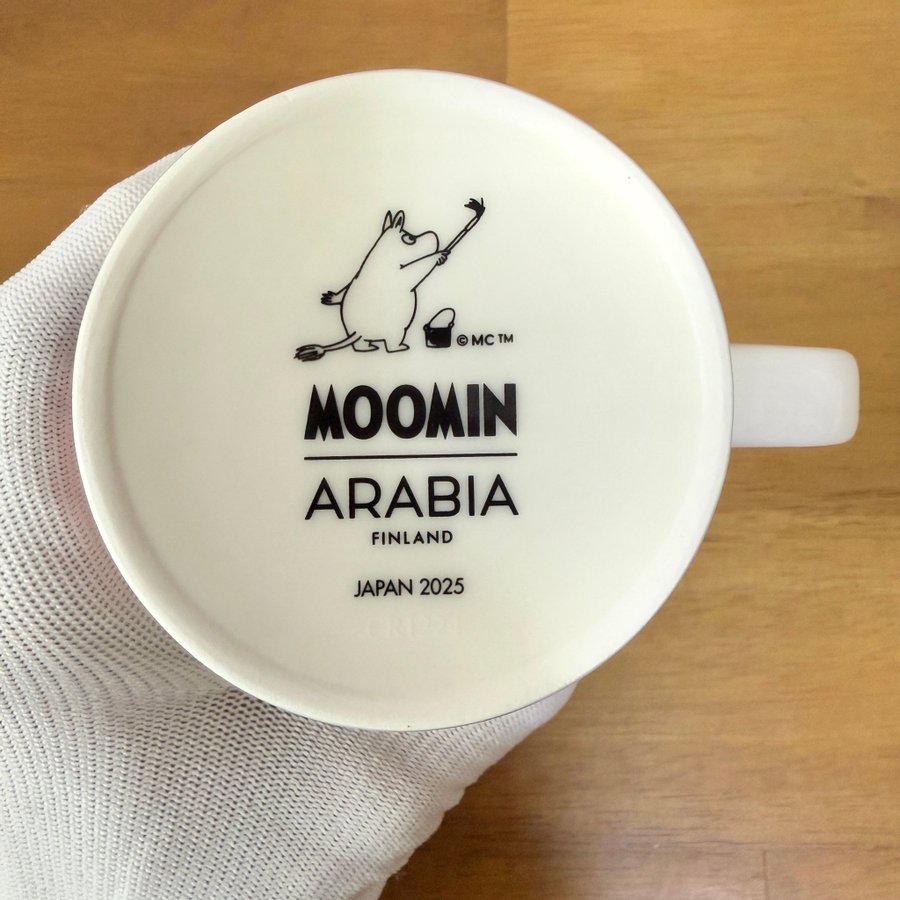 © MC ™
MOOMIN
ARABIA
FINLAND
JAPAN 2025